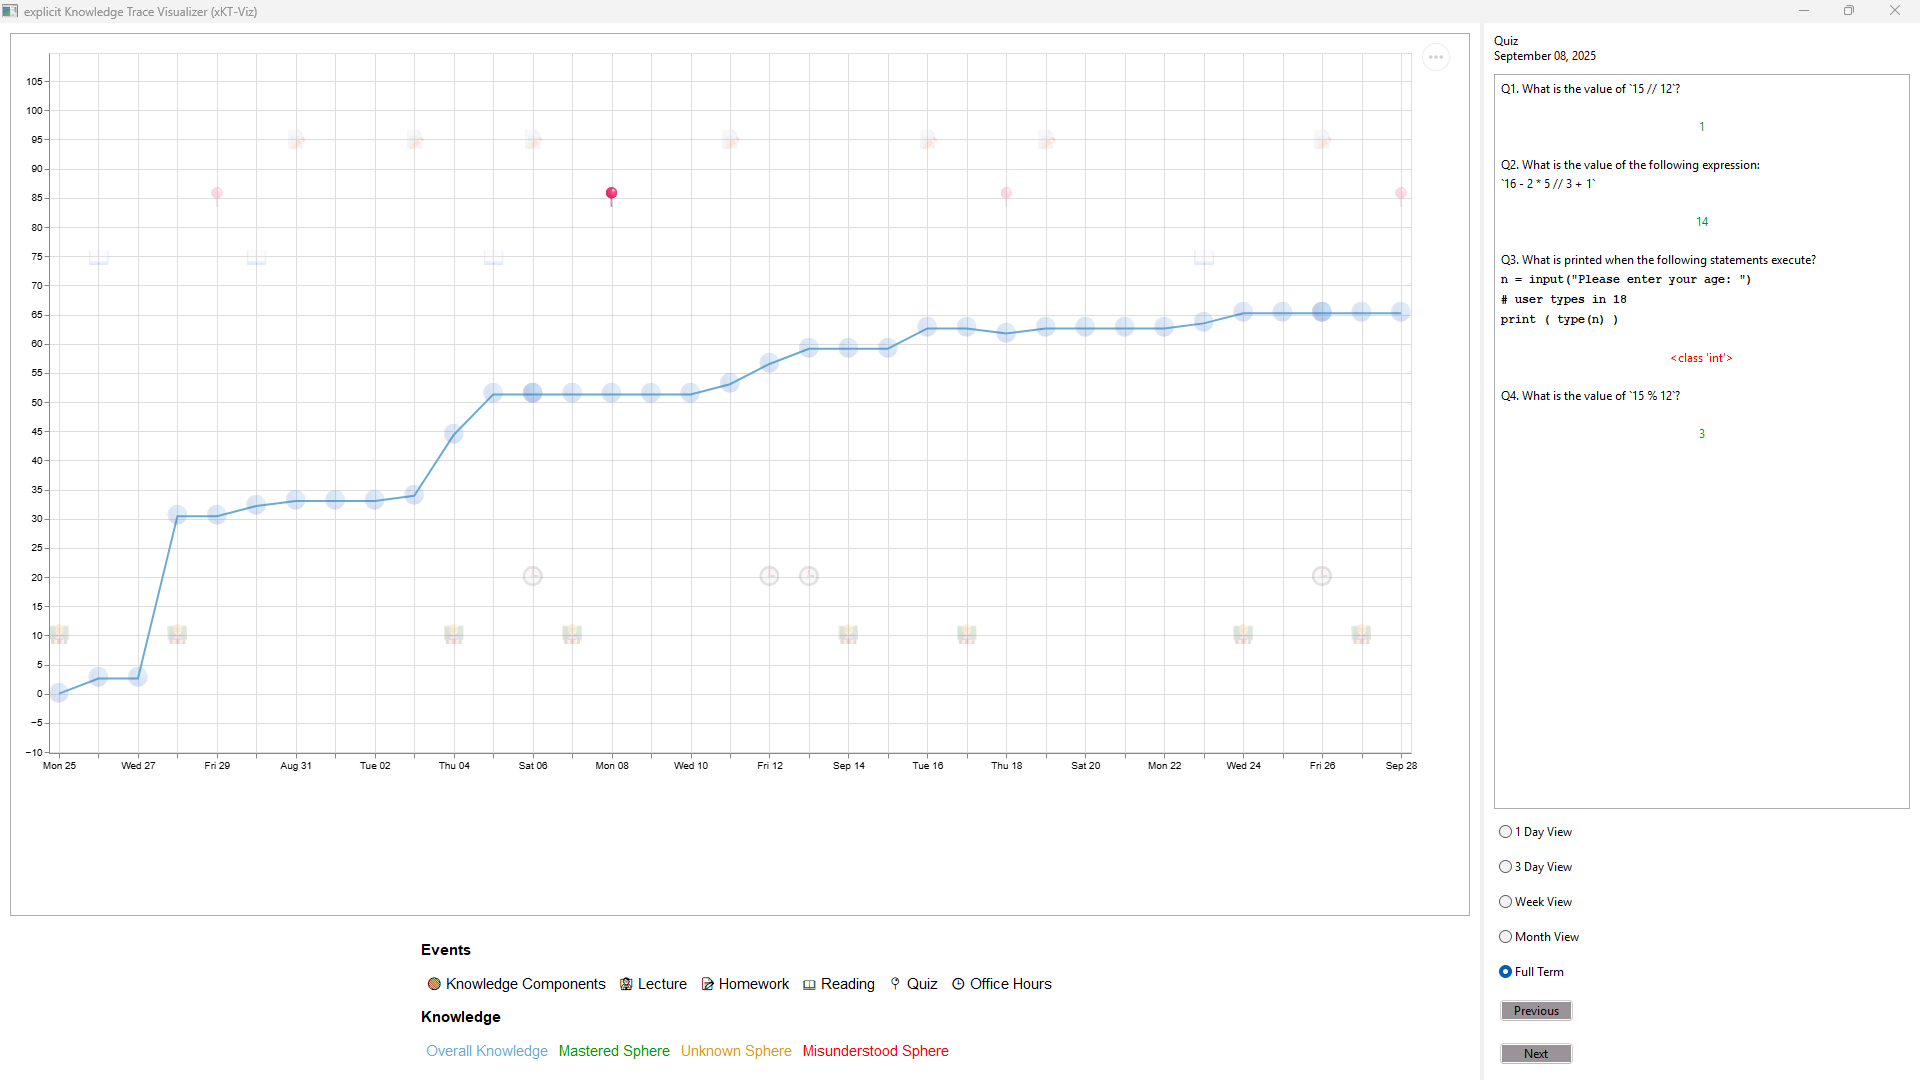 explicit Knowledge Trace Visualizer (xKT-Viz)
105
100
95
90
85
80
75
70
65
60
55
50
45
40
35
30
25
20
15
10
5
0
−5
−10
Mon 25 Wed 27 Fri 29 Aug 31 Tue 02 Thu 04 Sat 06 Mon 08 Wed 10 Fri 12 Sep 14 Tue 16 Thu 18 Sat 20 Mon 22 Wed 24 Fri 26 Sep 28
Events
Knowledge Components Lecture Homework Reading Quiz Office Hours
Knowledge
Overall Knowledge Mastered Sphere Unknown Sphere Misunderstood Sphere
Quiz
September 08, 2025
Q1. What is the value of `15 // 12`?
1
Q2. What is the value of the following expression:
`16 - 2 * 5 // 3 + 1`
14
Q3. What is printed when the following statements execute?
n = input("Please enter your age: ")
# user types in 18
print ( type(n) )
<class 'int'>
Q4. What is the value of `15 % 12`?
3
1 Day View
3 Day View
Week View
Month View
Full Term
Previous
Next